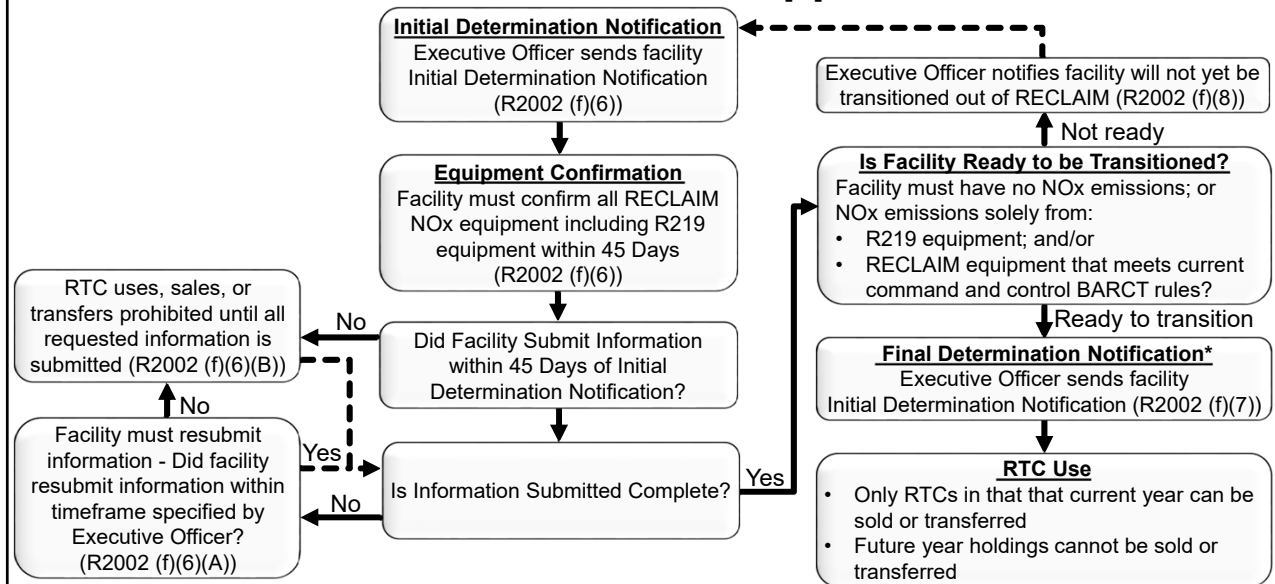 Initial Determination Notification
Executive Officer sends facility
Initial Determination Notification
(R2002 (f)(6))
Equipment Confirmation
Facility must confirm all RECLAIM
NOx equipment including R219
equipment within 45 Days
(R2002 (f)(6))
Did Facility Submit Information
within 45 Days of Initial
Determination Notification?
No
RTC uses, sales, or
transfers prohibited until all
requested information is
submitted (R2002 (f)(6)(B))
No
Facility must resubmit
information - Did facility
resubmit information within
timeframe specified by
Executive Officer?
(R2002 (f)(6)(A))
Yes
No
Is Information Submitted Complete?
Yes
Executive Officer notifies facility will not yet be
transitioned out of RECLAIM (R2002 (f)(8))
Not ready
Is Facility Ready to be Transitioned?
Facility must have no NOx emissions; or
NOx emissions solely from:
• R219 equipment; and/or
• RECLAIM equipment that meets current
command and control BARCT rules?
Ready to transition
Final Determination Notification*
Executive Officer sends facility
Initial Determination Notification (R2002 (f)(7))
RTC Use
• Only RTCs in that that current year can be
sold or transferred
• Future year holdings cannot be sold or
transferred